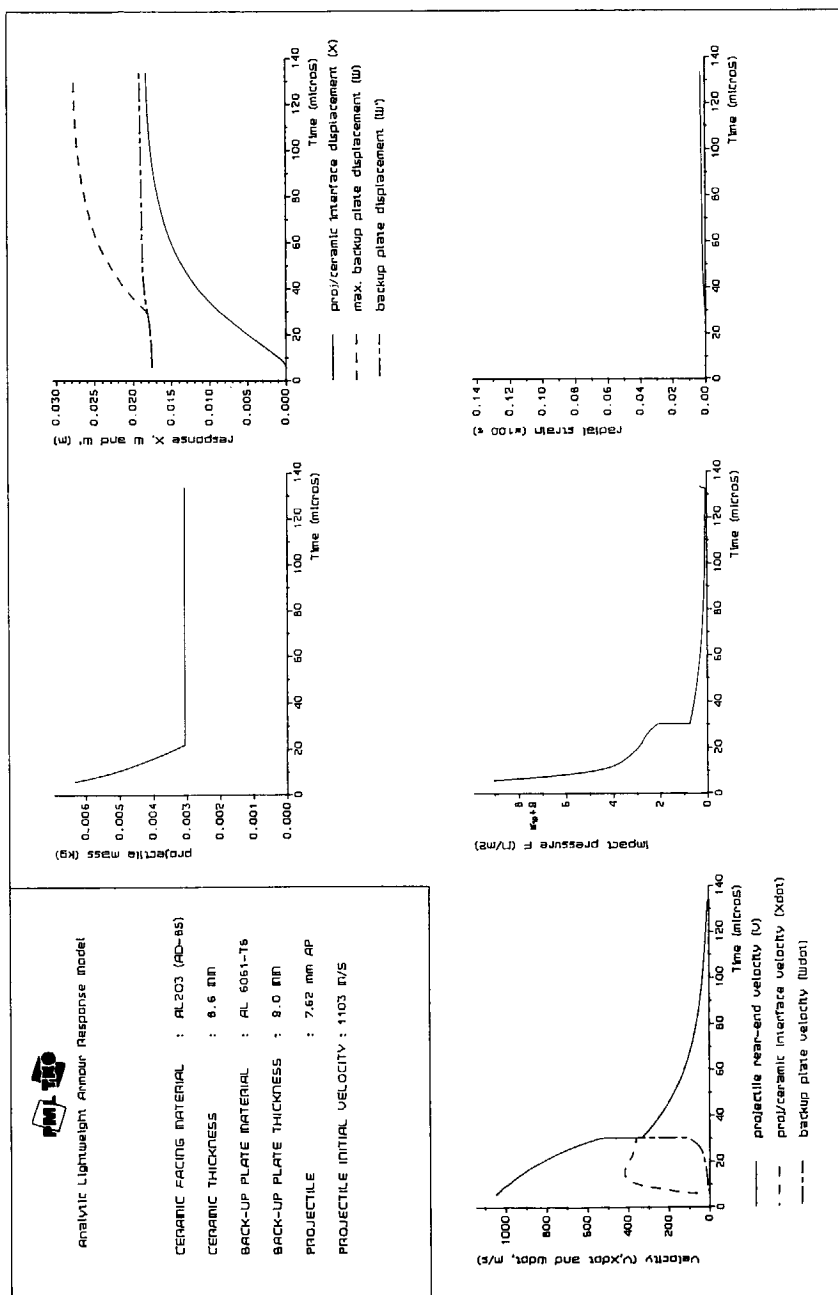 PML TNO
Analytic Lightweight Armour Response Model
CERAMIC FACING MATERIAL : AL2O3 (AD-85)
CERAMIC THICKNESS : 8.6 mm
BACK-UP PLATE MATERIAL : AL 6061-T6
BACK-UP PLATE THICKNESS : 9.0 mm
PROJECTILE : 7.62 mm AP
PROJECTILE INITIAL VELOCITY : 1103 m/s
projectile mass (kg)
0.006
0.005
0.004
0.003
0.002
0.001
0.000
0 20 40 60 80 100 120 140
Time (micros)
response X, W and W' (m)
0.030
0.025
0.020
0.015
0.010
0.005
0.000
0 20 40 60 80 100 120 140
Time (micros)
proj/ceramic interface displacement (X)
max. backup plate displacement (W)
backup plate displacement (W')
Velocity (V,Xdot and Wdot, m/s)
1000
800
600
400
200
0
0 20 40 60 80 100 120 140
Time (micros)
projectile rear-end velocity (V)
proj/ceramic interface velocity (Xdot)
backup plate velocity (Wdot)
impact pressure F (N/m2)
8
6
4
2
0
0 20 40 60 80 100 120 140
Time (micros)
radial strain (*100 %)
0.14
0.12
0.10
0.08
0.06
0.04
0.02
0.00
0 20 40 60 80 100 120 140
Time (micros)